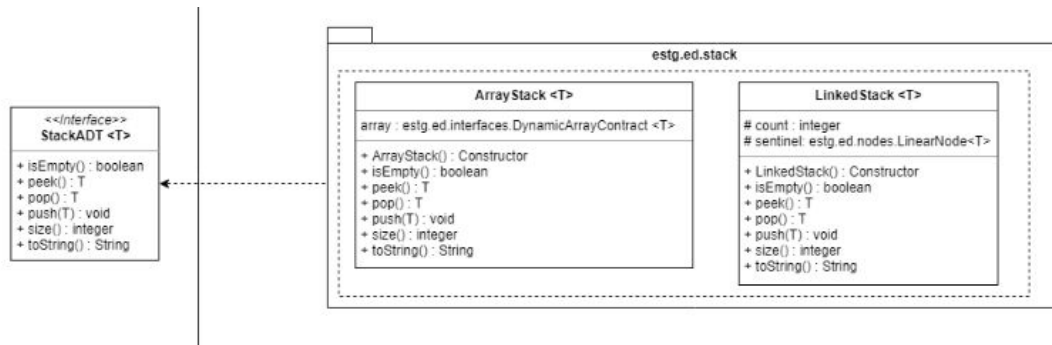 <<Interface>>
StackADT <T>
+ isEmpty() : boolean
+ peek() : T
+ pop() : T
+ push(T) : void
+ size() : integer
+ toString() : String
estg.ed.stack
ArrayStack <T>
array : estg.ed.interfaces.DynamicArrayContract <T>
+ ArrayStack() : Constructor
+ isEmpty() : boolean
+ peek() : T
+ pop() : T
+ push(T) : void
+ size() : integer
+ toString() : String
LinkedStack <T>
# count : integer
# sentinel: estg.ed.nodes.LinearNode<T>
+ LinkedStack() : Constructor
+ isEmpty() : boolean
+ peek() : T
+ pop() : T
+ push(T) : void
+ size() : integer
+ toString() : String